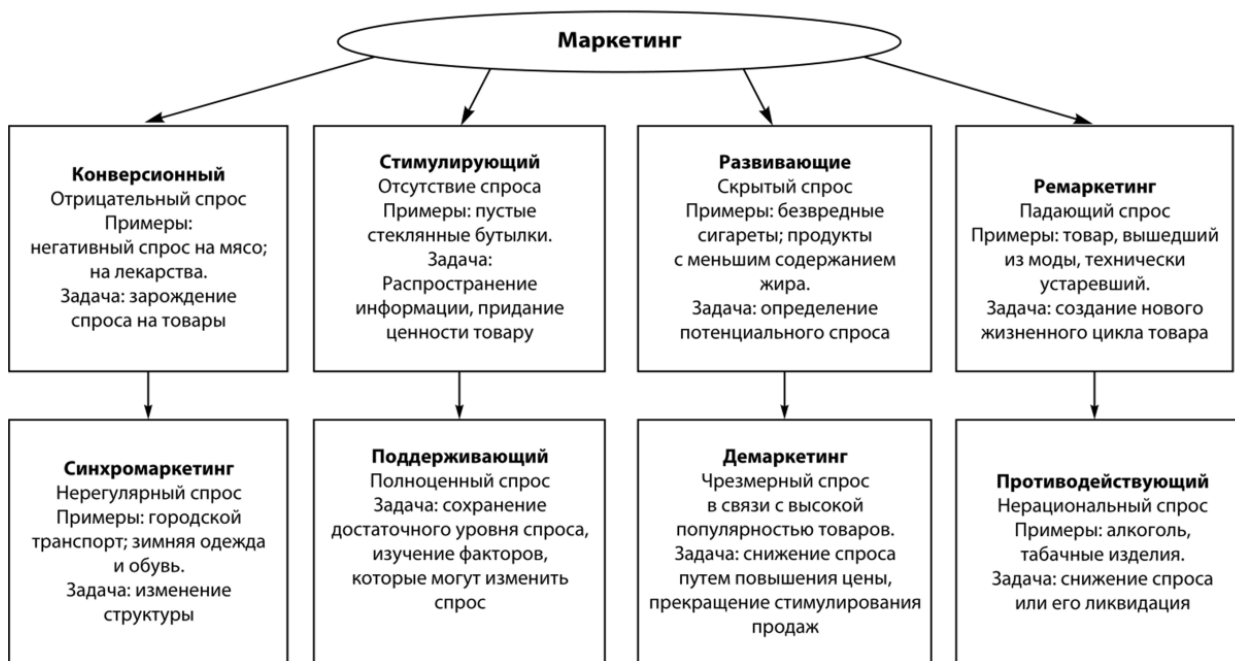 Маркетинг
Конверсионный
Отрицательный спрос
Примеры:
негативный спрос на мясо;
на лекарства.
Задача: зарождение
спроса на товары
Стимулирующий
Отсутствие спроса
Примеры: пустые
стеклянные бутылки.
Задача:
Распространение
информации, придание
ценности товару
Развивающие
Скрытый спрос
Примеры: безвредные
сигареты; продукты
с меньшим содержанием
жира.
Задача: определение
потенциального спроса
Ремаркетинг
Падающий спрос
Примеры: товар, вышедший
из моды, технически
устаревший.
Задача: создание нового
жизненного цикла товара
Синхромаркетинг
Нерегулярный спрос
Примеры: городской
транспорт; зимняя одежда
и обувь.
Задача: изменение
структуры
Поддерживающий
Полноценный спрос
Задача: сохранение
достаточного уровня спроса,
изучение факторов,
которые могут изменить
спрос
Демаркетинг
Чрезмерный спрос
в связи с высокой
популярностью товаров.
Задача: снижение спроса
путем повышения цены,
прекращение стимулирования
продаж
Противодействующий
Нерациональный спрос
Примеры: алкоголь,
табачные изделия.
Задача: снижение спроса
или его ликвидация